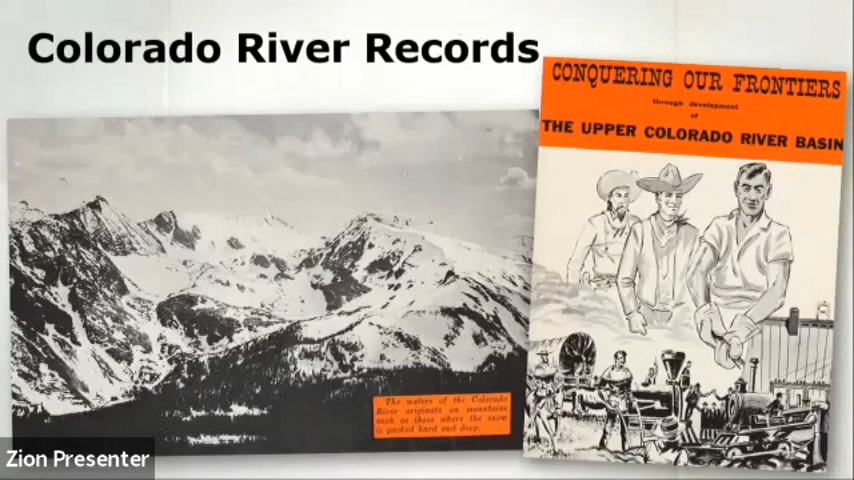 Colorado River Records
CONQUERING OUR FRONTIERS
through development
of
THE UPPER COLORADO RIVER BASIN
The waters of the Colorado
River originate on mountains
such as these where the snow
is packed hard and deep.
Zion Presenter